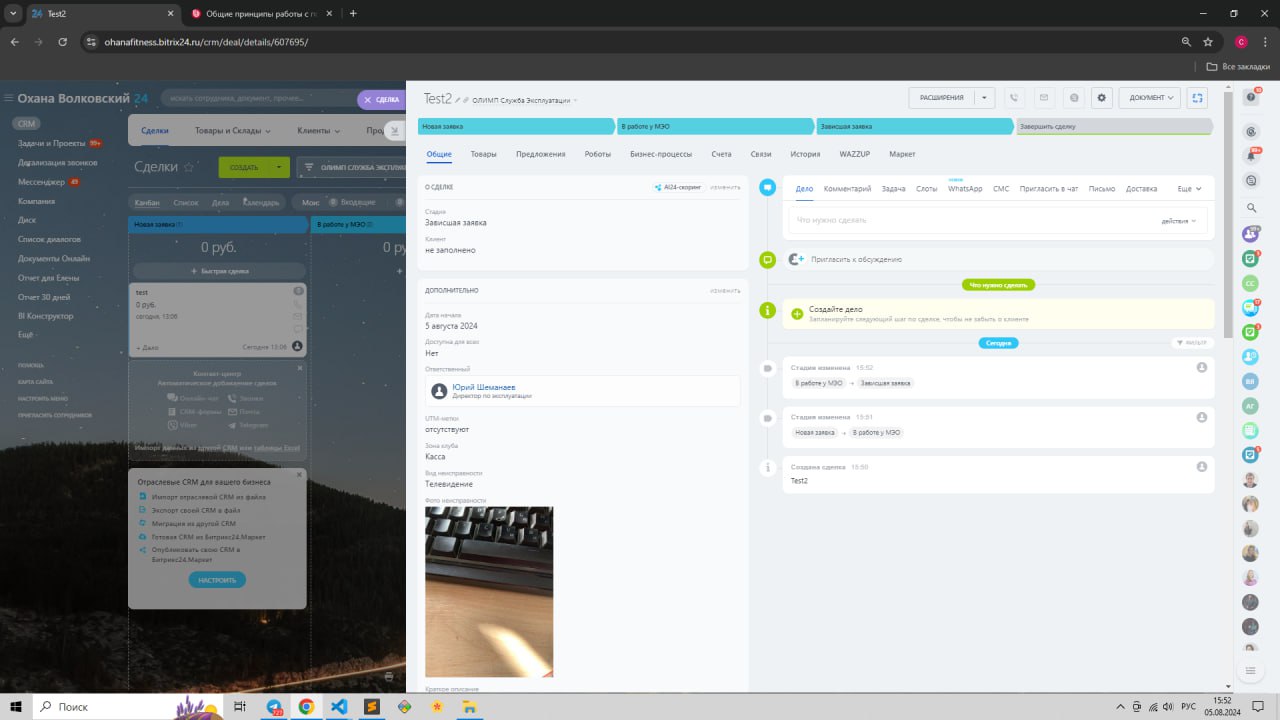 24 Test2
Общие принципы работы с
ohanafitness.bitrix24.ru/crm/deal/details/607695/
С
Все закладки
Охана Волковский 24
искать сотрудника, документ, прочее...
СДЕЛКА
CRM
Задачи и Проекты 99+
Детализация звонков
Мессенджер 49
Компания
Диск
Список диалогов
Документы Онлайн
Отчет для Елены
Отчет 30 дней
BI Конструктор
Ещё
ПОМОЩЬ
КАРТА САЙТА
НАСТРОИТЬ МЕНЮ
ПРИГЛАСИТЬ СОТРУДНИКОВ
Сделки
Товары и Склады
Клиенты
Сделки
СОЗДАТЬ
ОЛИМП СЛУЖБА ЭКСПЛУ
Канбан
Список
Дела
Календарь
Мои:
0 Входящие
0
Новая заявка (1)
В работе у МЭО (0)
0 руб.
0 ру
+ Быстрая сделка
test
0 руб.
сегодня, 13:06
+ Дело
Сегодня 13:06
Контакт-центр
Автоматическое добавление сделок
Онлайн-чат
Звонки
CRM-формы
Почта
Viber
Telegram
Импорт данных из другой CRM или таблицы Excel
Отраслевые CRM для вашего бизнеса
Импорт отраслевой CRM из файла
Экспорт своей CRM в файл
Миграция из другой CRM
Готовая CRM из Битрикс24.Маркет
Опубликовать свою CRM в
Битрикс24.Маркет
НАСТРОИТЬ
Test2
ОЛИМП Служба Эксплуатации
РАСШИРЕНИЯ
ДОКУМЕНТ
Новая заявка
В работе у МЭО
Зависшая заявка
Завершить сделку
Общие
Товары
Предложения
Роботы
Бизнес-процессы
Счета
Связи
История
WAZZUP
Маркет
О СДЕЛКЕ
AI24-скоринг
ИЗМЕНИТЬ
Стадия
Зависшая заявка
Клиент
не заполнено
ДОПОЛНИТЕЛЬНО
ИЗМЕНИТЬ
Дата начала
5 августа 2024
Доступна для всех
Нет
Ответственный
Юрий Шеманаев
Директор по эксплуатации
UTM-метки
отсутствуют
Зона клуба
Касса
Вид неисправности
Телевидение
Фото неисправности
Краткое описание
Дело
Комментарий
Задача
Слоты
WhatsApp
СМС
Пригласить в чат
Письмо
Доставка
Еще
Что нужно сделать
действия
Пригласить к обсуждению
Что нужно сделать
Создайте дело
Запланируйте следующий шаг по сделке, чтобы не забыть о клиенте
Сегодня
ФИЛЬТР
Стадия изменена 15:52
В работе у МЭО → Зависшая заявка
Стадия изменена 15:51
Новая заявка → В работе у МЭО
Создана сделка 15:50
Test2
СС
ВЯ
АГ
Поиск
РУС
15:52
05.08.2024